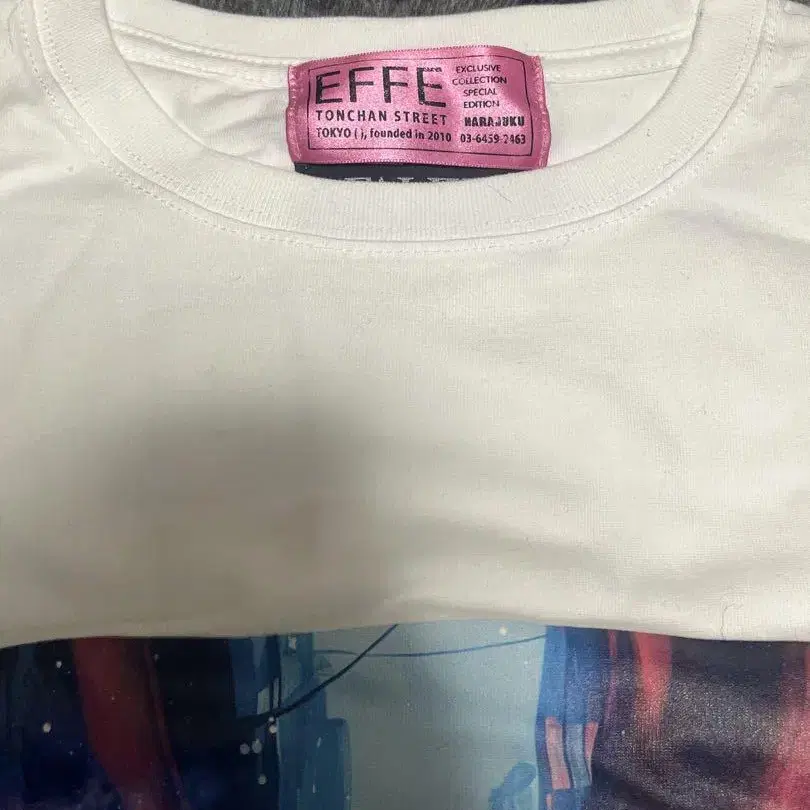 EFFE
EXCLUSIVE
COLLECTION
SPECIAL
EDITION
TONCHAN STREET HARAJUKU
TOKYO ( ), founded in 2010 03-6459-2463